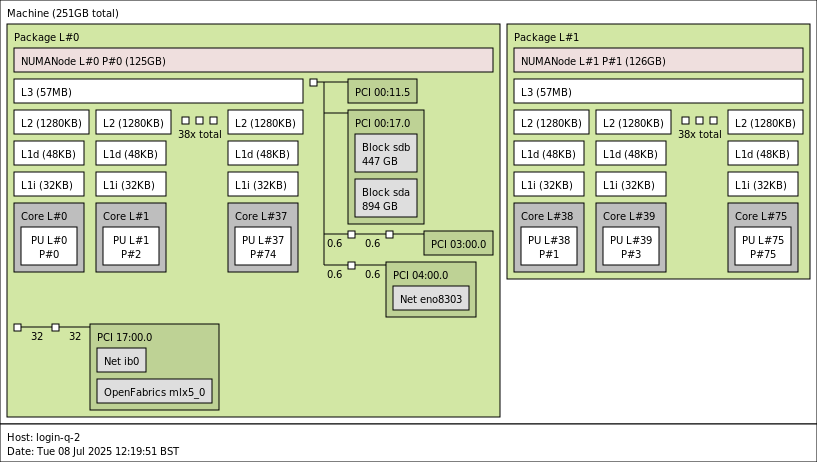 Machine (251GB total)
Package L#0
NUMANode L#0 P#0 (125GB)
L3 (57MB)
L2 (1280KB)
L2 (1280KB)
38x total
L2 (1280KB)
L1d (48KB)
L1d (48KB)
L1d (48KB)
L1i (32KB)
L1i (32KB)
L1i (32KB)
Core L#0
PU L#0
P#0
Core L#1
PU L#1
P#2
Core L#37
PU L#37
P#74
PCI 00:11.5
PCI 00:17.0
Block sdb
447 GB
Block sda
894 GB
0.6
0.6
PCI 03:00.0
0.6
0.6
PCI 04:00.0
Net eno8303
32
32
PCI 17:00.0
Net ib0
OpenFabrics mlx5_0
Package L#1
NUMANode L#1 P#1 (126GB)
L3 (57MB)
L2 (1280KB)
L2 (1280KB)
38x total
L2 (1280KB)
L1d (48KB)
L1d (48KB)
L1d (48KB)
L1i (32KB)
L1i (32KB)
L1i (32KB)
Core L#38
PU L#38
P#1
Core L#39
PU L#39
P#3
Core L#75
PU L#75
P#75
Host: login-q-2
Date: Tue 08 Jul 2025 12:19:51 BST